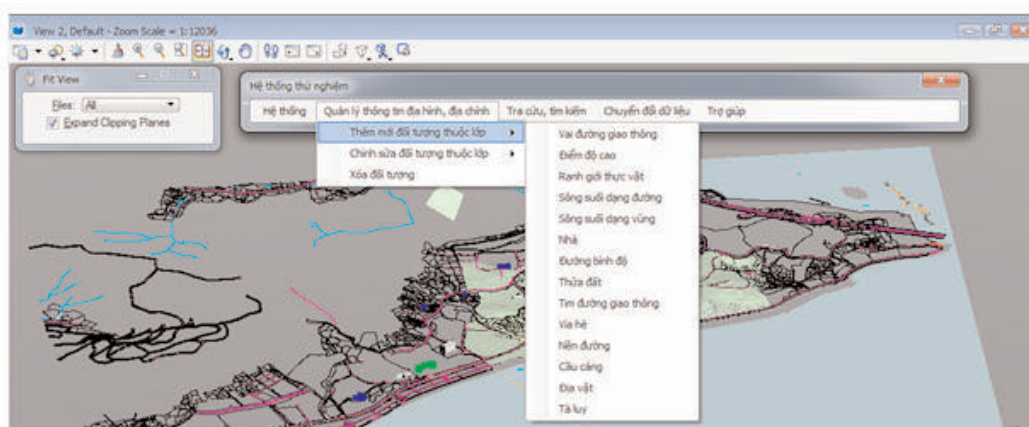 View 2, Default - Zoom Scale = 1:12036
Fit View
Files: All
Expand Clipping Planes
Hệ thống thử nghiệm
Hệ thống Quản lý thông tin địa hình, địa chính Tra cứu, tìm kiếm Chuyển đổi dữ liệu Trợ giúp
Thêm mới đối tượng thuộc lớp
Chỉnh sửa đối tượng thuộc lớp
Xóa đối tượng
Vai đường giao thông
Điểm độ cao
Ranh giới thực vật
Sông suối dạng đường
Sông suối dạng vùng
Nhà
Đường bình độ
Thửa đất
Tim đường giao thông
Vỉa hè
Nền đường
Cầu cảng
Địa vật
Tà luy